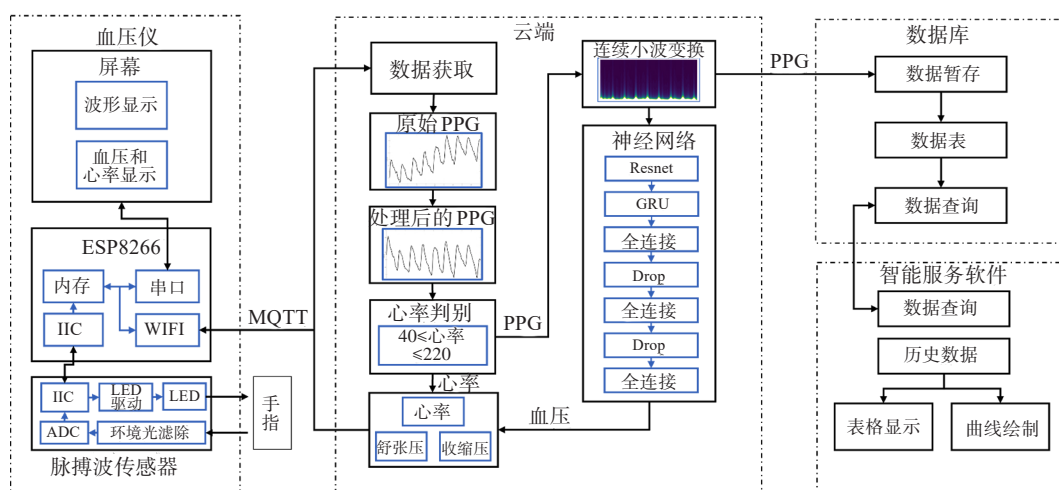 血压仪
屏幕
波形显示
血压和
心率显示
ESP8266
内存
串口
IIC
WIFI
IIC
LED
驱动
LED
ADC
环境光滤除
脉搏波传感器
手
指
MQTT
云端
数据获取
原始PPG
处理后的PPG
心率判别
40≤心率
≤220
心率
心率
舒张压
收缩压
PPG
血压
连续小波变换
神经网络
Resnet
GRU
全连接
Drop
全连接
Drop
全连接
PPG
数据库
数据暂存
数据表
数据查询
智能服务软件
数据查询
历史数据
表格显示
曲线绘制